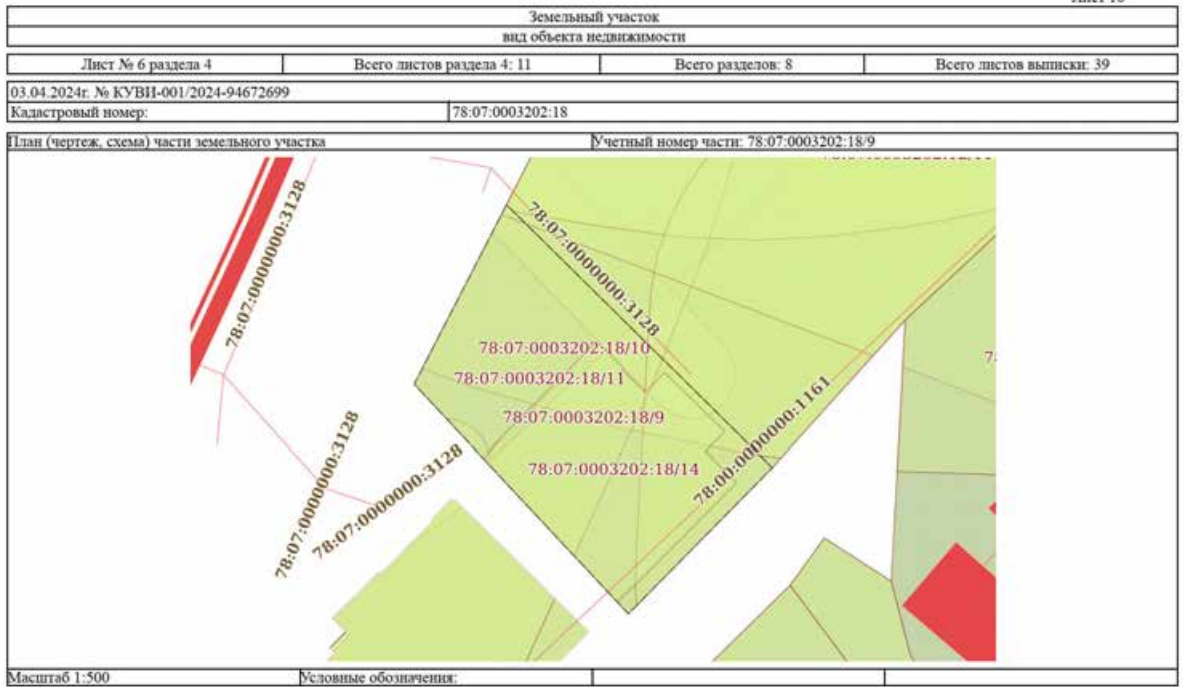 Земельный участок
вид объекта недвижимости
Лист № 6 раздела 4 Всего листов раздела 4: 11 Всего разделов: 8 Всего листов выписки: 39
03.04.2024г. № КУВИ-001/2024-94672699
Кадастровый номер: 78:07:0003202:18
План (чертеж, схема) части земельного участка Учетный номер части: 78:07:0003202:18/9
78:07:0000000:3128
78:07:0000000:3128
78:07:0003202:18/10
78:07:0003202:18/11
78:07:0003202:18/9
78:07:0003202:18/14
78:00:0000000:1161
78:07:0000000:3128
78:07:0000000:3128
Масштаб 1:500 Условные обозначения: